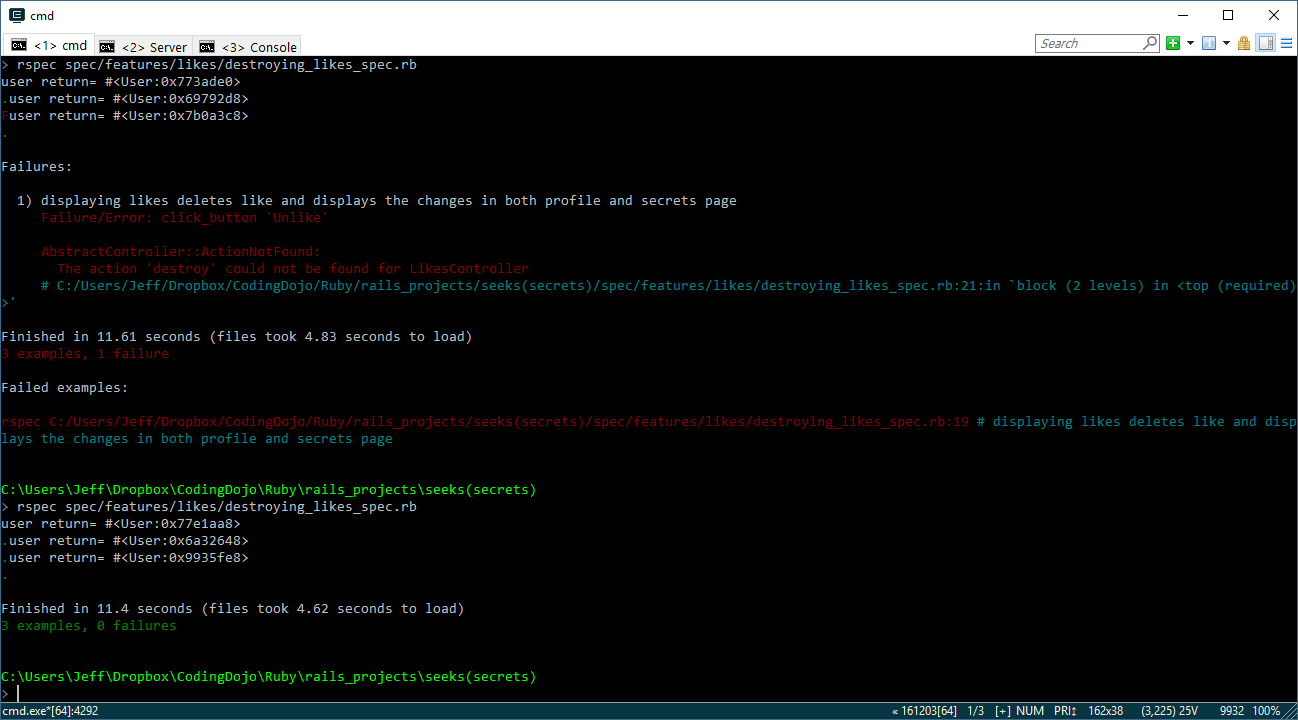 cmd
<1> cmd <2> Server <3> Console Search
> rspec spec/features/likes/destroying_likes_spec.rb
user return= #<User:0x773ade0>
.user return= #<User:0x69792d8>
Fuser return= #<User:0x7b0a3c8>
.
Failures:
1) displaying likes deletes like and displays the changes in both profile and secrets page
Failure/Error: click_button 'Unlike'
AbstractController::ActionNotFound:
The action 'destroy' could not be found for LikesController
# C:/Users/Jeff/Dropbox/CodingDojo/Ruby/rails_projects/seeks(secrets)/spec/features/likes/destroying_likes_spec.rb:21:in `block (2 levels) in <top (required)
>'
Finished in 11.61 seconds (files took 4.83 seconds to load)
3 examples, 1 failure
Failed examples:
rspec C:/Users/Jeff/Dropbox/CodingDojo/Ruby/rails_projects/seeks(secrets)/spec/features/likes/destroying_likes_spec.rb:19 # displaying likes deletes like and disp
lays the changes in both profile and secrets page
C:\Users\Jeff\Dropbox\CodingDojo\Ruby\rails_projects\seeks(secrets)
> rspec spec/features/likes/destroying_likes_spec.rb
user return= #<User:0x77e1aa8>
.user return= #<User:0x6a32648>
.user return= #<User:0x9935fe8>
.
Finished in 11.4 seconds (files took 4.62 seconds to load)
3 examples, 0 failures
C:\Users\Jeff\Dropbox\CodingDojo\Ruby\rails_projects\seeks(secrets)
>
cmd.exe*[64]:4292 « 161203[64] 1/3 [+] NUM PRI↕ 162x38 (3,225) 25V 9932 100%